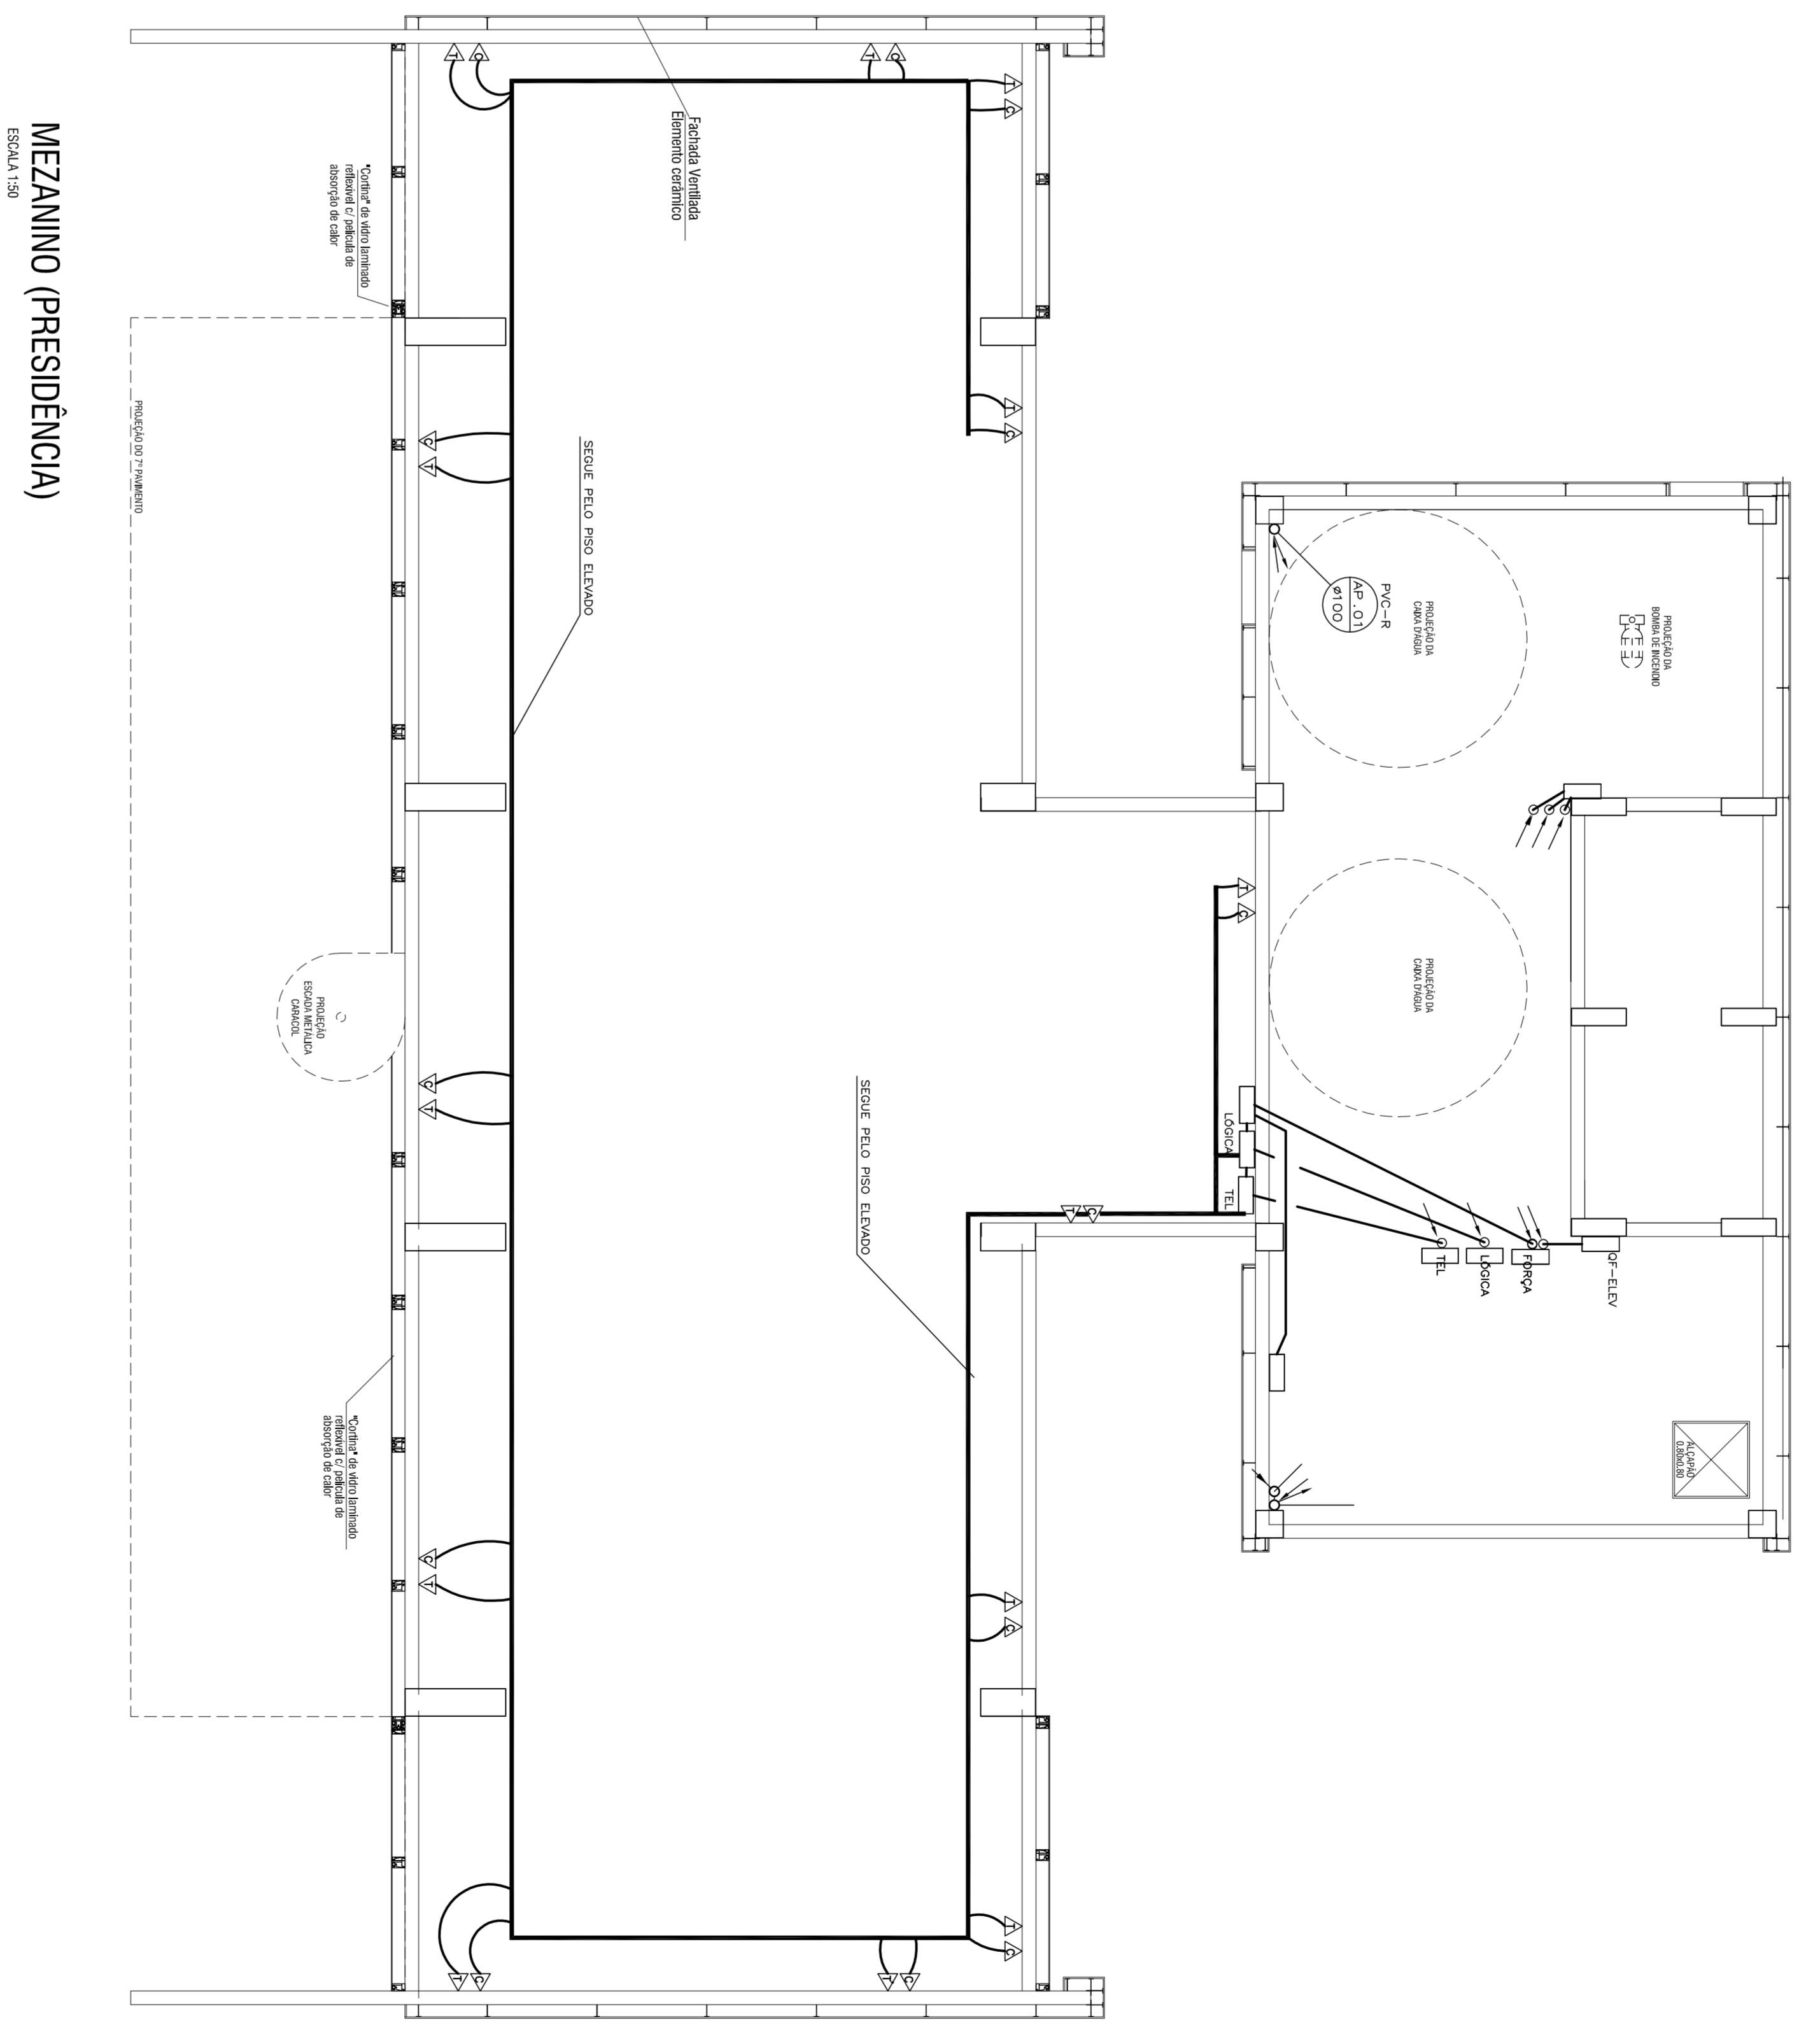 MEZANINO (PRESIDÊNCIA)
ESCALA 1:50
Fachada Ventilada
Elemento cerâmico
"Cortina" de vidro laminado
reflexivel c/ película de
absorção de calor
PROJEÇÃO DO 7º PAVIMENTO
SEGUE PELO PISO ELEVADO
PVC-R
AP.01
ø100
PROJEÇÃO DA
CAIXA D'ÁGUA
PROJEÇÃO DA
BOMBA DE INCENDIO
PROJEÇÃO DA
CAIXA D'ÁGUA
PROJEÇÃO
ESCADA METÁLICA
CARACOL
SEGUE PELO PISO ELEVADO
LÓGICA
TEL
TEL
LÓGICA
FORÇA
QF-ELEV
ALÇAPÃO
0.80x0.80
"Cortina" de vidro laminado
reflexivel c/ película de
absorção de calor
T
C
T
C
T
C
T
C
C
T
T
C
T
C
C
T
C
T
T
C
T
C
T
C
T
C